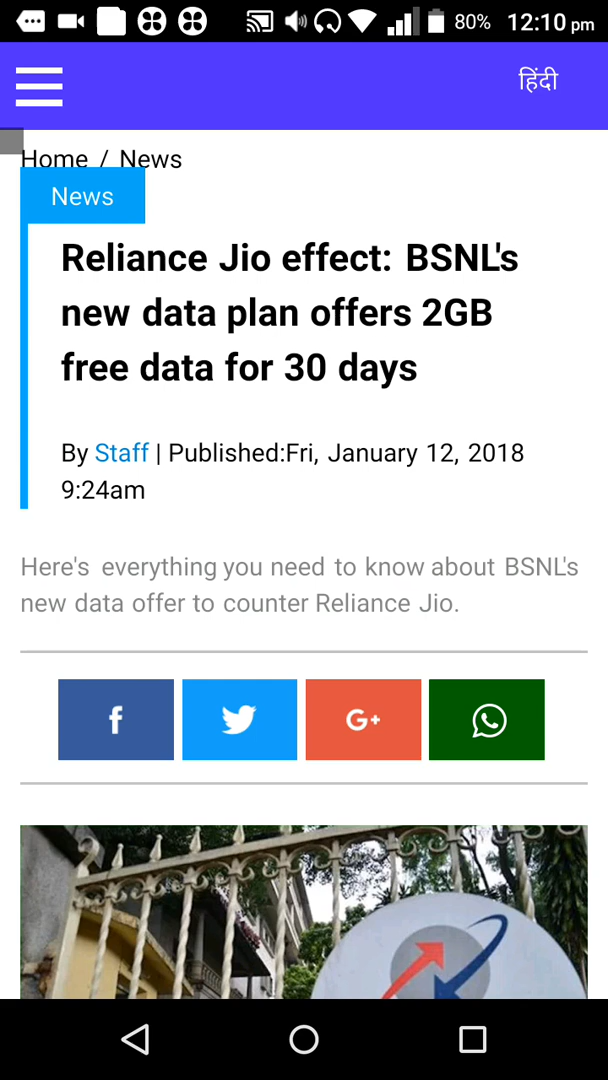 80% 12:10 pm
हिंदी
Home / News
News
Reliance Jio effect: BSNL's
new data plan offers 2GB
free data for 30 days
By Staff | Published:Fri, January 12, 2018
9:24am
Here's everything you need to know about BSNL's
new data offer to counter Reliance Jio.
f
G+